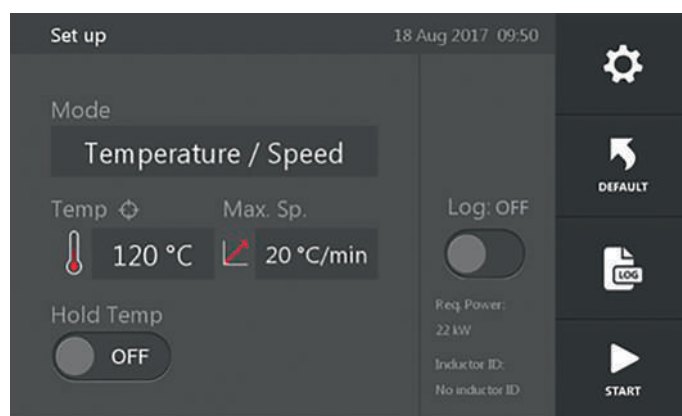 Set up
18 Aug 2017 09:50
Mode
Temperature / Speed
Temp
Max. Sp.
120 °C
20 °C/min
Hold Temp
OFF
Log: OFF
Req. Power:
22 kW
Inductor ID:
No inductor ID
DEFAULT
LOG
START